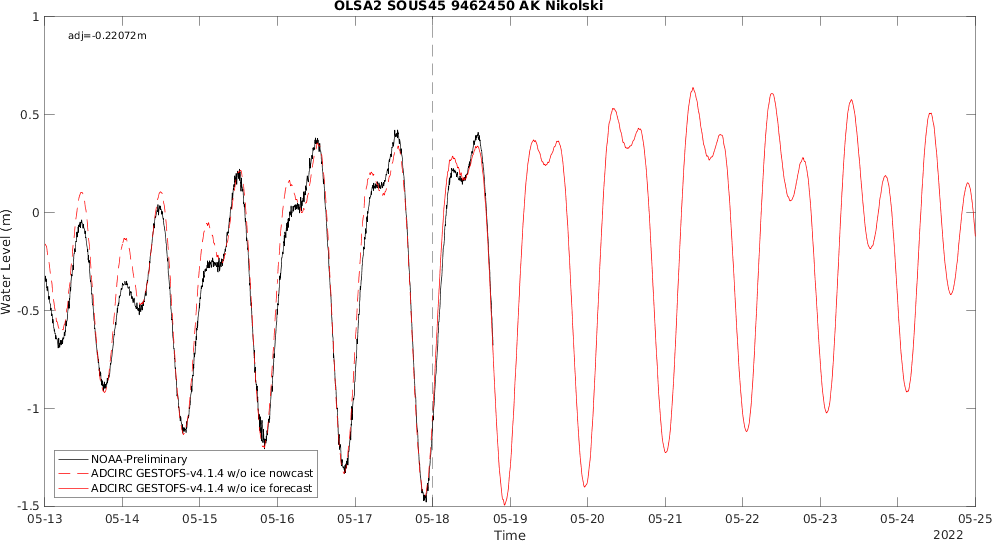 OLSA2 SOUS45 9462450 AK Nikolski
adj=-0.22072m
1
0.5
0
-0.5
-1
-1.5
Water Level (m)
NOAA-Preliminary
ADCIRC GESTOFS-v4.1.4 w/o ice nowcast
ADCIRC GESTOFS-v4.1.4 w/o ice forecast
05-13 05-14 05-15 05-16 05-17 05-18 05-19 05-20 05-21 05-22 05-23 05-24 05-25
Time
2022